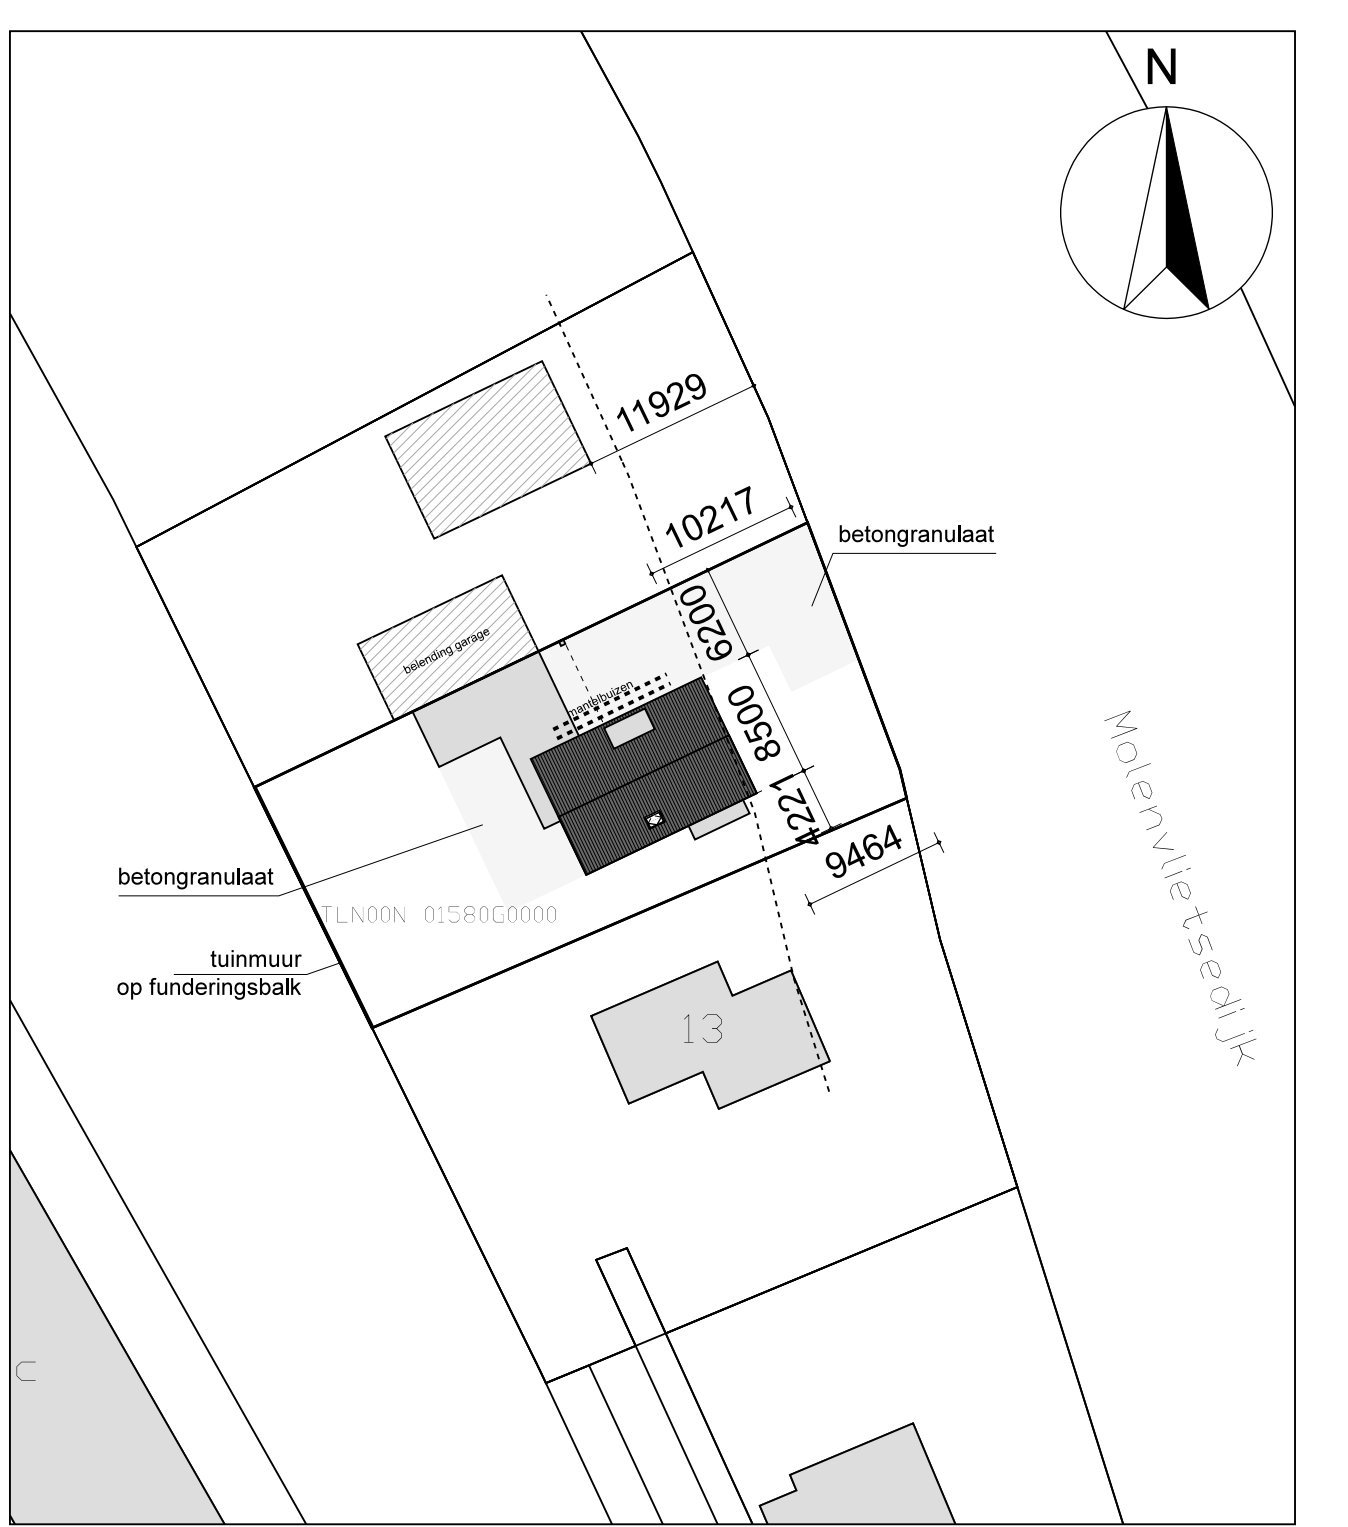 N
11929
10217
betongranulaat
6200
belending garage
mantelbuizen
8500
4221
9464
Molenvlietsedijk
betongranulaat
TLN00N 01580G0000
tuinmuur
op funderingsbalk
13